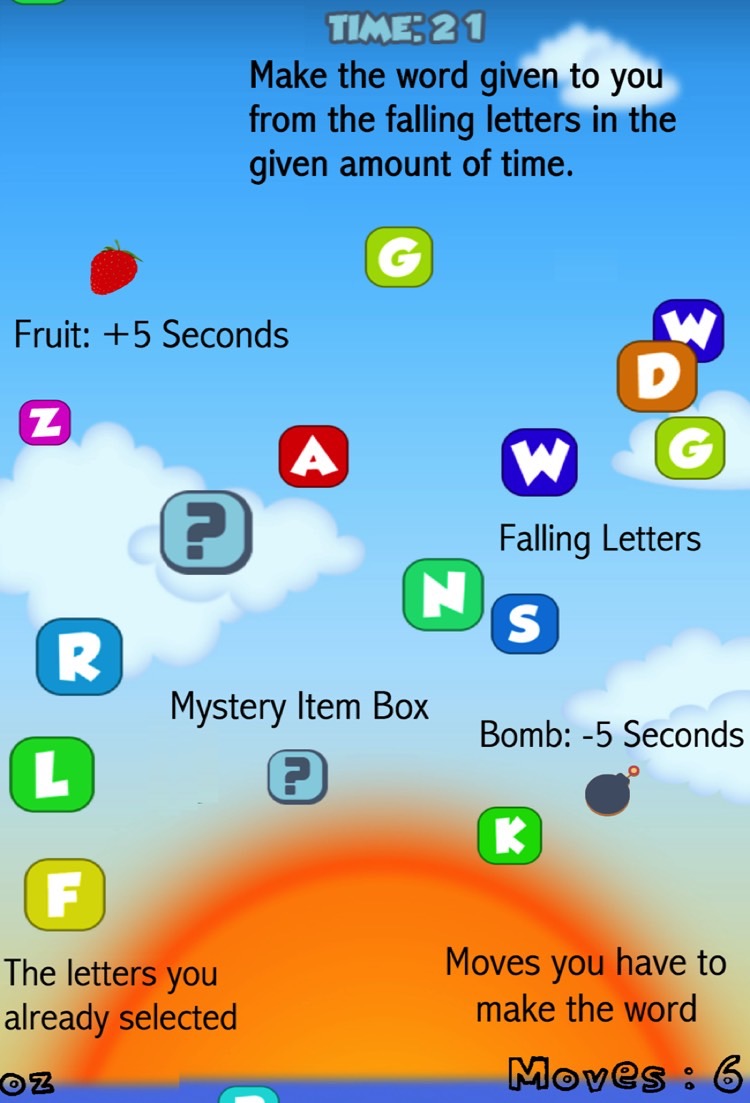 TIME: 21
Make the word given to you
from the falling letters in the
given amount of time.
G
Fruit: +5 Seconds
W
D
Z
A
W
G
?
Falling Letters
N
S
R
Mystery Item Box
Bomb: -5 Seconds
L
?
K
F
The letters you
already selected
Moves you have to
make the word
oz
Moves : 6